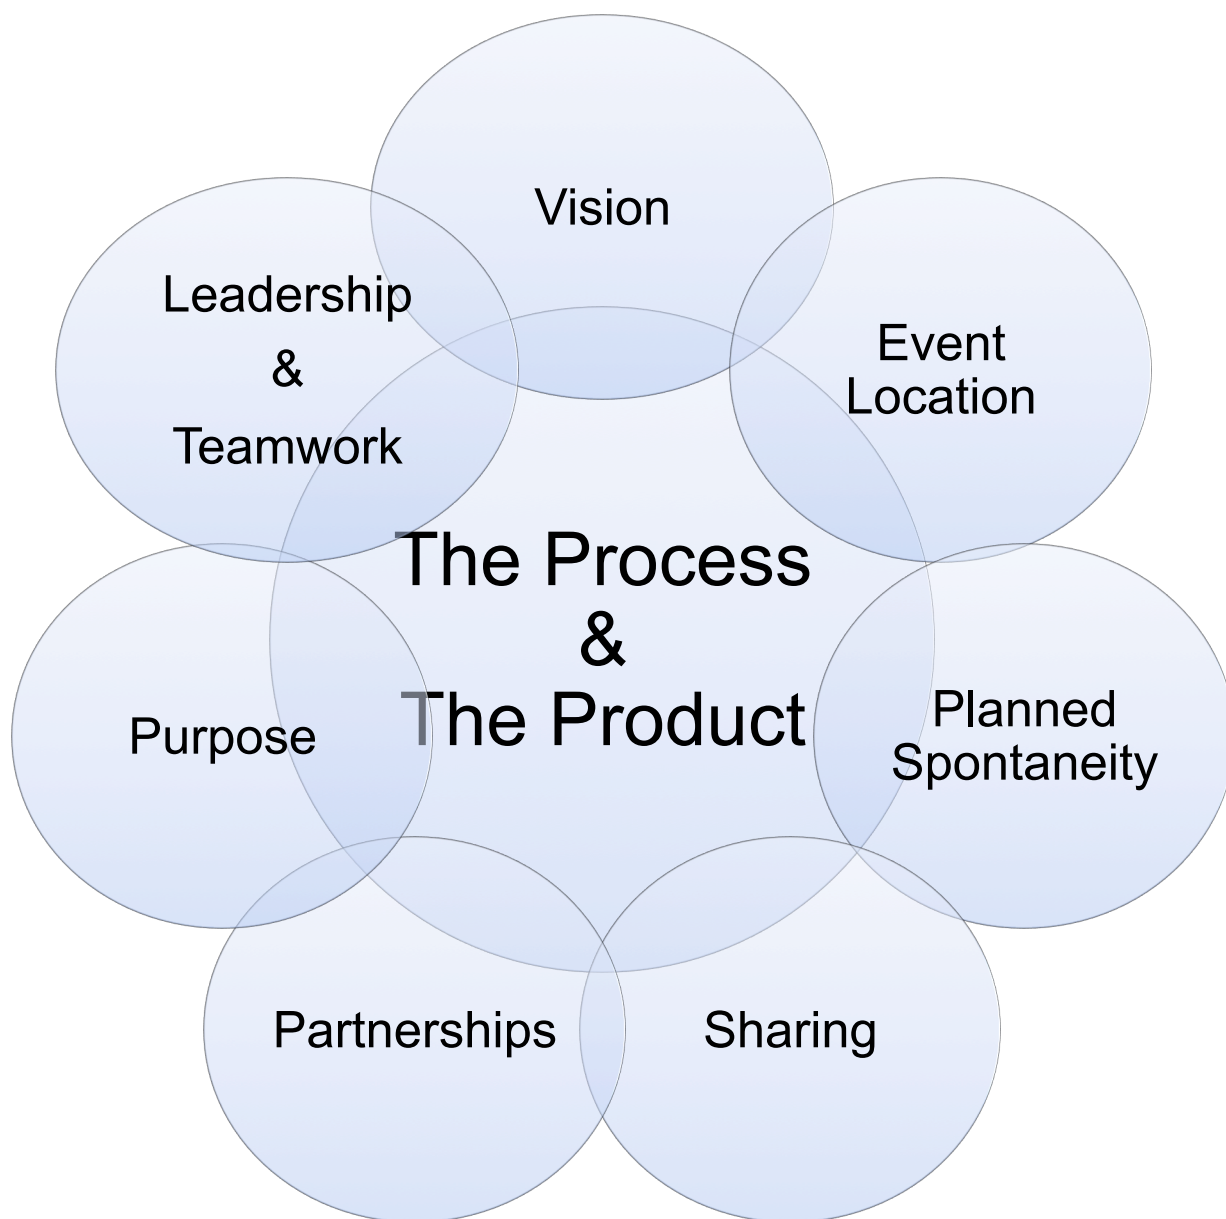 Vision
Event
Location
Planned
Spontaneity
Sharing
Partnerships
Purpose
Leadership
&
Teamwork
The Process
&
The Product